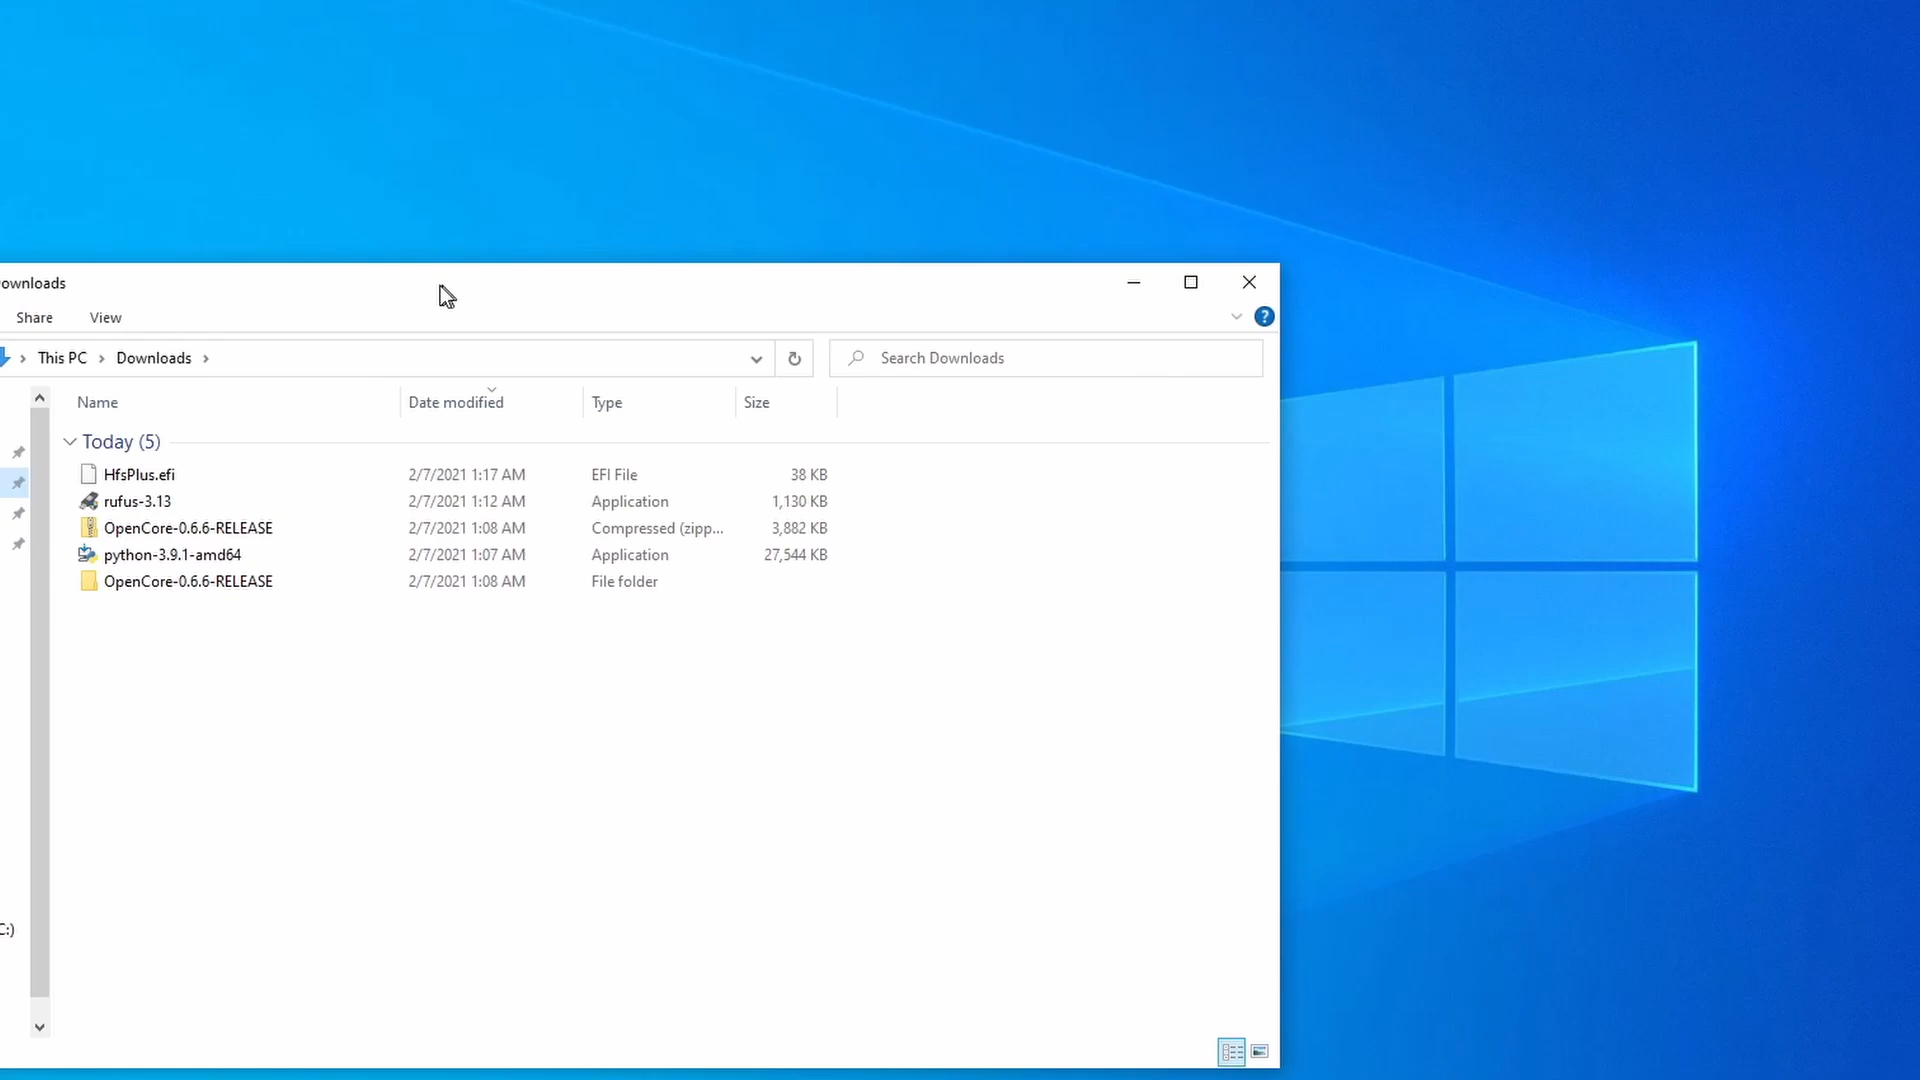 ownloads
Share View
This PC Downloads
Search Downloads
Name Date modified Type Size
Today (5)
HfsPlus.efi 2/7/2021 1:17 AM EFI File 38 KB
rufus-3.13 2/7/2021 1:12 AM Application 1,130 KB
OpenCore-0.6.6-RELEASE 2/7/2021 1:08 AM Compressed (zipp... 3,882 KB
python-3.9.1-amd64 2/7/2021 1:07 AM Application 27,544 KB
OpenCore-0.6.6-RELEASE 2/7/2021 1:08 AM File folder
C:)